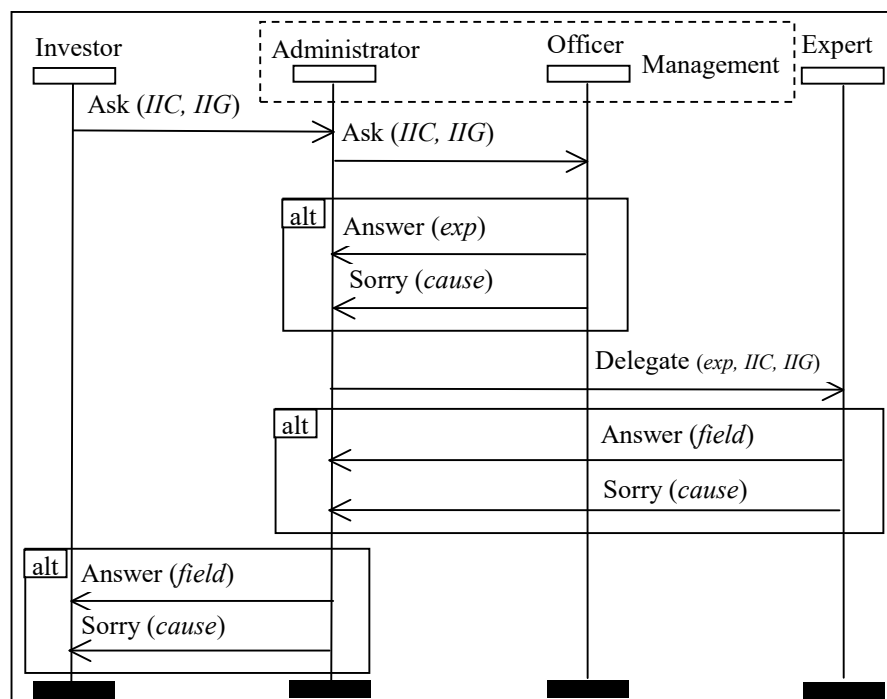 Investor
Administrator
Officer
Management
Expert
Ask (IIC, IIG)
Ask (IIC, IIG)
alt
Answer (exp)
Sorry (cause)
Delegate (exp, IIC, IIG)
alt
Answer (field)
Sorry (cause)
alt
Answer (field)
Sorry (cause)